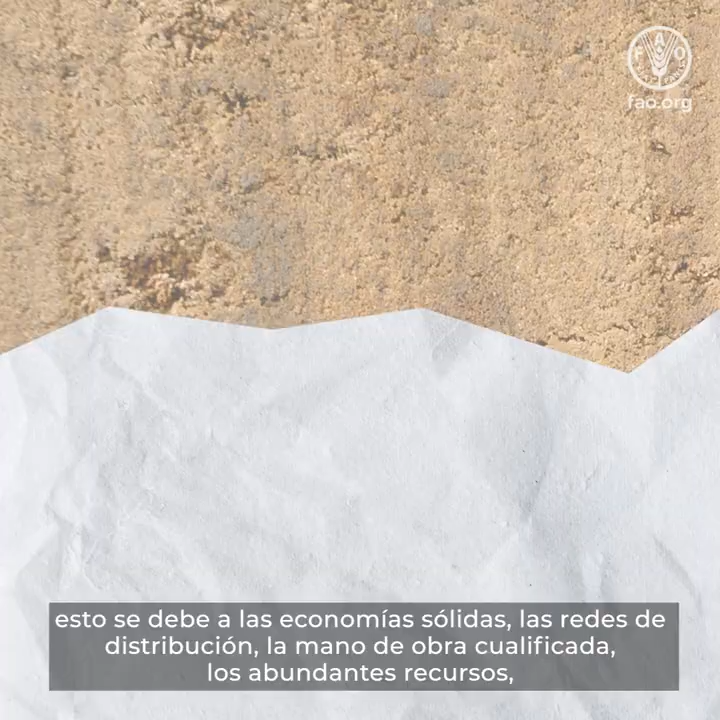 F A O
fao.org
esto se debe a las economías sólidas, las redes de
distribución, la mano de obra cualificada,
los abundantes recursos,